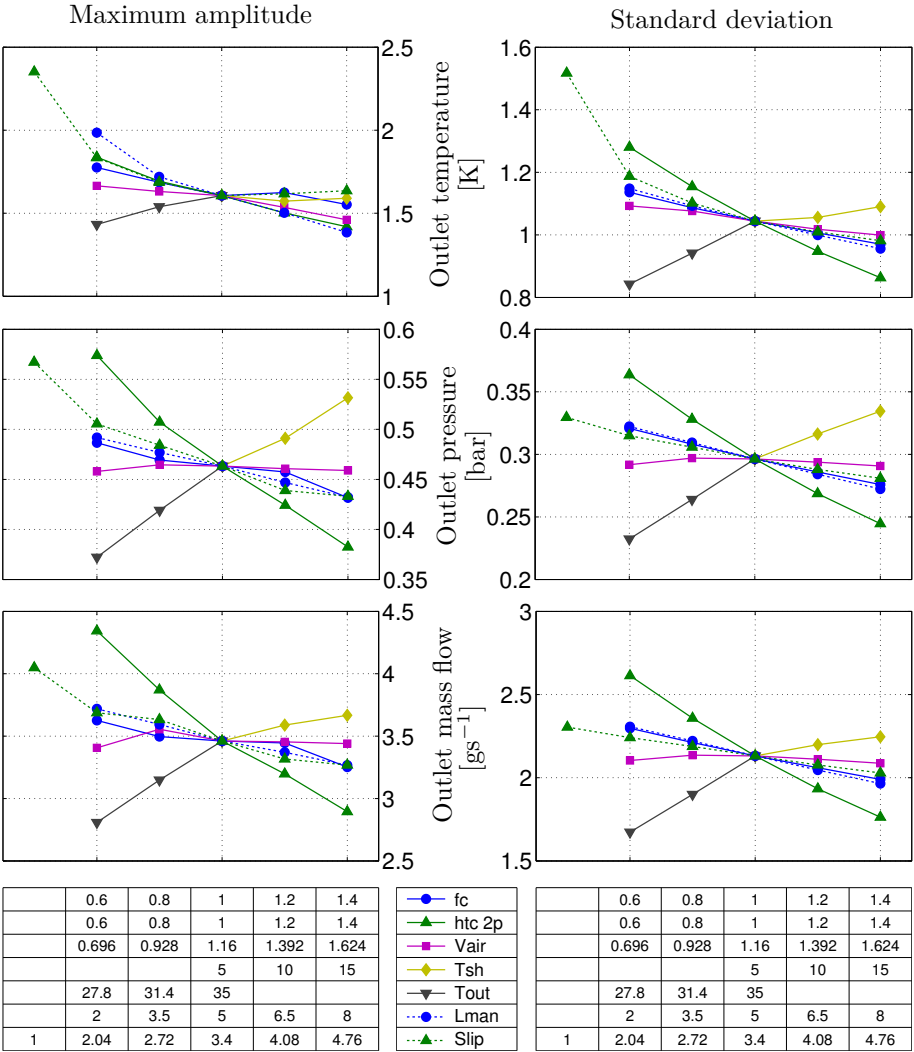 Maximum amplitude
Standard deviation
2.5
2
1.5
1
Outlet temperature
[K]
1.6
1.4
1.2
1
0.8
0.6
0.55
0.5
0.45
0.4
0.35
Outlet pressure
[bar]
0.4
0.35
0.3
0.25
0.2
4.5
4
3.5
3
2.5
Outlet mass flow
[gs⁻¹]
3
2.5
2
1.5
0.6 0.8 1 1.2 1.4 fc 0.6 0.8 1 1.2 1.4
0.6 0.8 1 1.2 1.4 htc 2p 0.6 0.8 1 1.2 1.4
0.696 0.928 1.16 1.392 1.624 Vair 0.696 0.928 1.16 1.392 1.624
5 10 15 Tsh 5 10 15
27.8 31.4 35 Tout 27.8 31.4 35
2 3.5 5 6.5 8 Lman 2 3.5 5 6.5 8
1 2.04 2.72 3.4 4.08 4.76 Slip 1 2.04 2.72 3.4 4.08 4.76